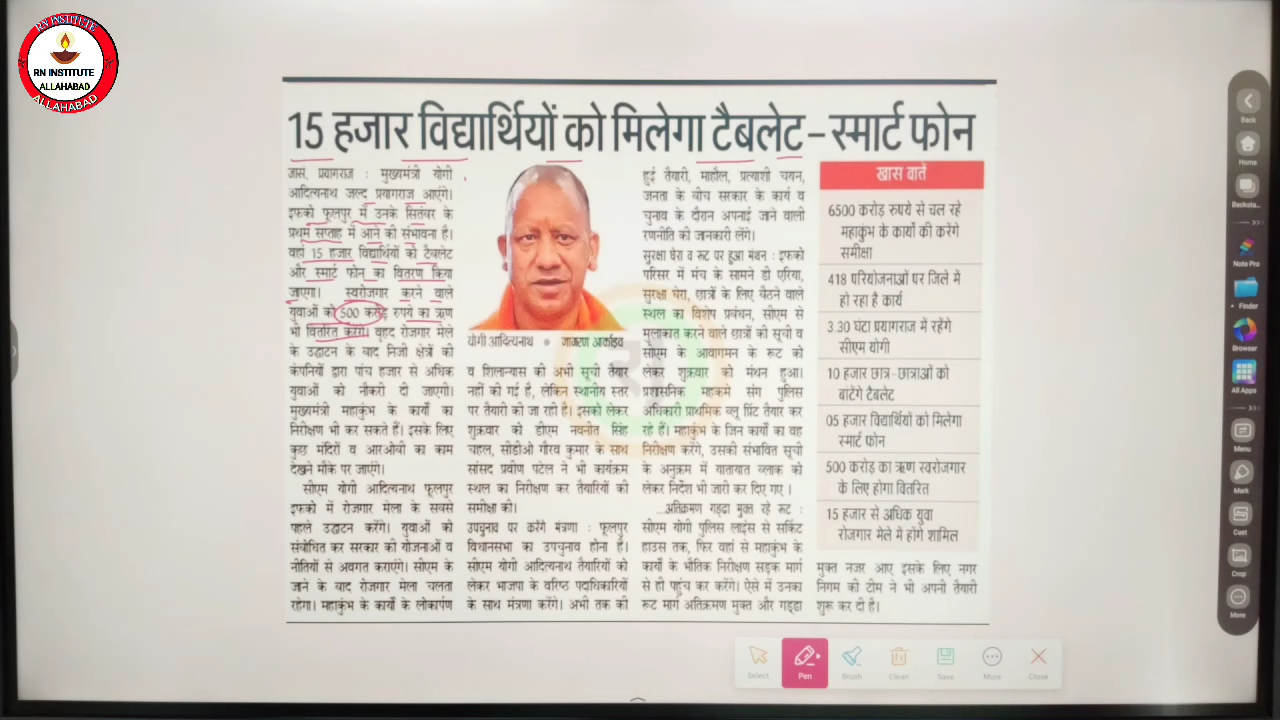 RN INSTITUTE
RN INSTITUTE
ALLAHABAD
ALLAHABAD
15 हजार विद्यार्थियों को मिलेगा टैबलेट-स्मार्ट फोन
जासं, प्रयागराज : मुख्यमंत्री योगी
आदित्यनाथ जल्द प्रयागराज आएंगे।
इफको फूलपुर में उनके सितंबर के
प्रथम सप्ताह में आने की संभावना है।
वहां 15 हजार विद्यार्थियों को टैबलेट
और स्मार्ट फोन का वितरण किया
जाएगा। स्वरोजगार करने वाले
युवाओं को 500 करोड़ रुपये का ऋण
भी वितरित करेंगे। वृहद रोजगार मेले
के उद्घाटन के बाद निजी क्षेत्रों की
कंपनियों द्वारा पांच हजार से अधिक
युवाओं को नौकरी दी जाएगी।
मुख्यमंत्री महाकुंभ के कार्यों का
निरीक्षण भी कर सकते हैं। इसके लिए
कुछ मंदिरों व आरओबी का काम
देखने मौके पर जाएंगे।
सीएम योगी आदित्यनाथ फूलपुर
इफको में रोजगार मेला के सबसे
पहले उद्घाटन करेंगे। युवाओं को
संबोधित कर सरकार की योजनाओं व
नीतियों से अवगत कराएंगे। सीएम के
जाने के बाद रोजगार मेला चलता
रहेगा। महाकुंभ के कार्यों के लोकार्पण
योगी आदित्यनाथ ● जागरण आर्काइव
व शिलान्यास की अभी सूची तैयार
नहीं की गई है, लेकिन स्थानीय स्तर
पर तैयारी की जा रही है। इसको लेकर
शुक्रवार को डीएम नवनीत सिंह
चहल, सीडीओ गौरव कुमार के साथ
सांसद प्रवीण पटेल ने भी कार्यक्रम
स्थल का निरीक्षण कर तैयारियों की
समीक्षा की।
उपचुनाव पर करेंगे मंत्रणा : फूलपुर
विधानसभा का उपचुनाव होना है।
सीएम योगी आदित्यनाथ तैयारियों को
लेकर भाजपा के वरिष्ठ पदाधिकारियों
के साथ मंत्रणा करेंगे। अभी तक की
हुई तैयारी, माहौल, प्रत्याशी चयन,
जनता के बीच सरकार के कार्य व
चुनाव के दौरान अपनाई जाने वाली
रणनीति की जानकारी लेंगे।
सुरक्षा घेरा व रूट पर हुआ मंथन : इफको
परिसर में मंच के सामने डी एरिया,
सुरक्षा घेरा, छात्रों के लिए बैठने वाले
स्थल का विशेष प्रबंधन, सीएम से
मुलाकात करने वाले छात्रों की सूची व
सीएम के आवागमन के रूट को
लेकर शुक्रवार को मंथन हुआ।
प्रशासनिक महकमे संग पुलिस
अधिकारी प्राथमिक ब्लू प्रिंट तैयार कर
रहे हैं। महाकुंभ के जिन कार्यों का वह
निरीक्षण करेंगे, उसकी संभावित सूची
के अनुक्रम में यातायात ब्लाक को
लेकर निर्देश भी जारी कर दिए गए ।
...अतिक्रमण गड्ढा मुक्त रहे रूट :
सीएम योगी पुलिस लाइंस से सर्किट
हाउस तक, फिर वहां से महाकुंभ के
कार्यों के भौतिक निरीक्षण सड़क मार्ग
से ही पहुंच कर करेंगे। ऐसे में उनका
रूट मार्ग अतिक्रमण मुक्त और गड्ढा
खास बातें
6500 करोड़ रुपये से चल रहे
महाकुंभ के कार्यों की करेंगे
समीक्षा
418 परियोजनाओं पर जिले में
हो रहा है कार्य
3.30 घंटा प्रयागराज में रहेंगे
सीएम योगी
10 हजार छात्र-छात्राओं को
बांटेंगे टैबलेट
05 हजार विद्यार्थियों को मिलेगा
स्मार्ट फोन
500 करोड़ का ऋण स्वरोजगार
के लिए होगा वितरित
15 हजार से अधिक युवा
रोजगार मेले में होंगे शामिल
मुक्त नजर आए इसके लिए नगर
निगम की टीम ने भी अपनी तैयारी
शुरू कर दी है।
Back
Home
Backsta...
Note Pro
Finder
Browser
All Apps
Menu
Mark
Cast
Crop
More
Select
Pen
Brush
Clean
Save
More
Close